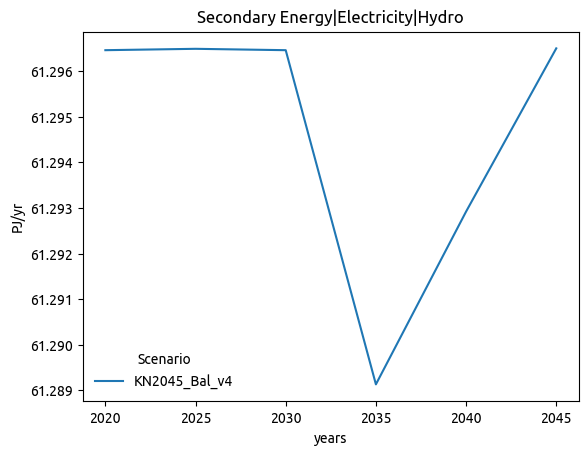 Secondary Energy|Electricity|Hydro
PJ/yr
61.296
61.295
61.294
61.293
61.292
61.291
61.290
61.289
Scenario
KN2045_Bal_v4
2020 2025 2030 2035 2040 2045
years